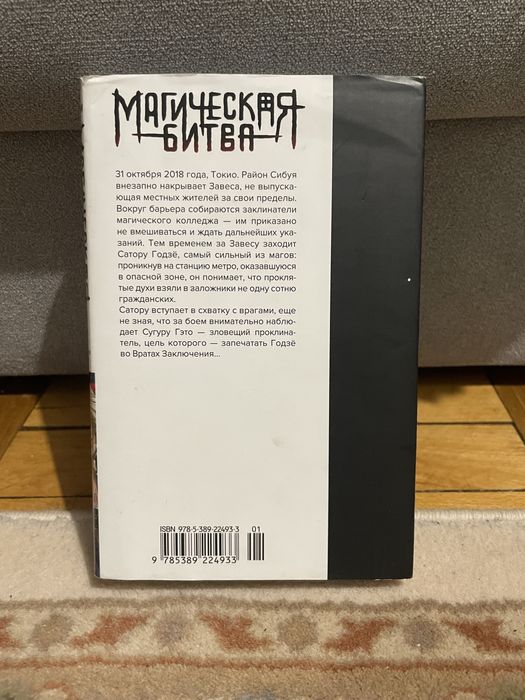 МАГИЧЕСКАЯ
БИТВА
31 октября 2018 года, Токио. Район Сибуя
внезапно накрывает Завеса, не выпускаю-
щая местных жителей за свои пределы.
Вокруг барьера собираются заклинатели
магического колледжа — им приказано
не вмешиваться и ждать дальнейших ука-
заний. Тем временем за Завесу заходит
Сатору Годзё, самый сильный из магов:
проникнув на станцию метро, оказавшуюся
в опасной зоне, он понимает, что прокля-
тые духи взяли в заложники не одну сотню
гражданских.
Сатору вступает в схватку с врагами, еще
не зная, что за боем внимательно наблю-
дает Сугуру Гэто — зловещий проклина-
тель, цель которого — запечатать Годзё
во Вратах Заключения...
ISBN 978-5-389-22493-3 01
9 785389 224933